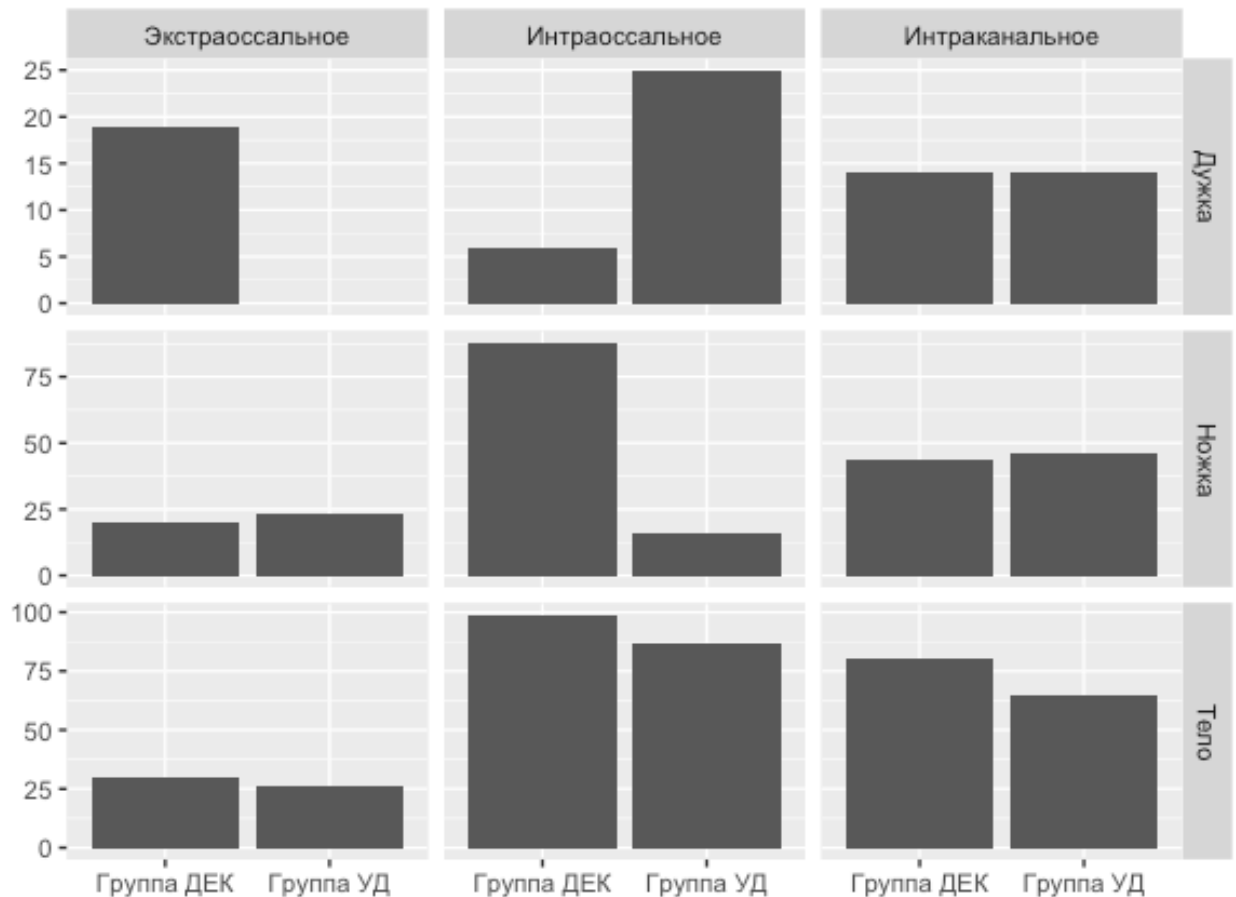 Экстраоссальное
Интраоссальное
Интраканальное
25
20
15
10
5
0
Дужка
75
50
25
0
Ножка
100
75
50
25
0
Тело
Группа ДЕК
Группа УД
Группа ДЕК
Группа УД
Группа ДЕК
Группа УД